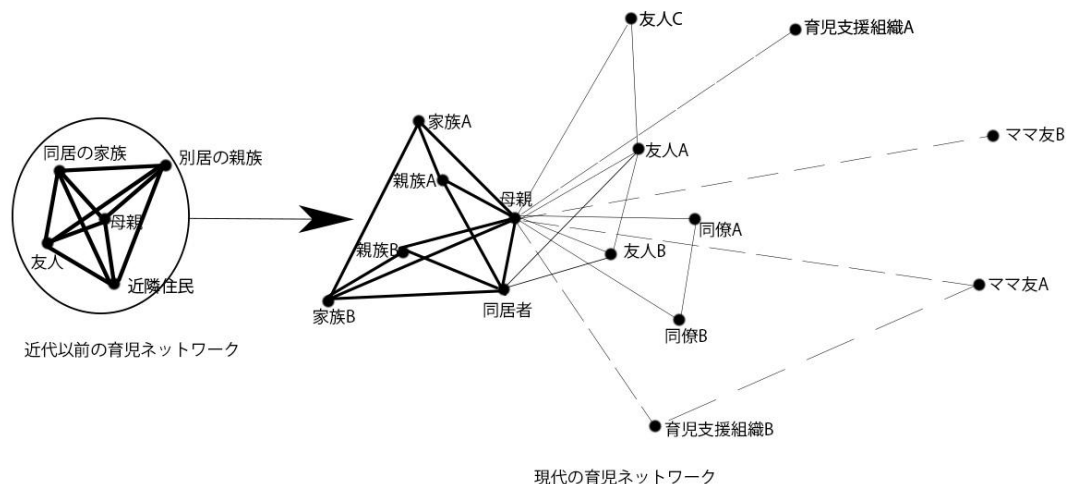 同居の家族
別居の親族
母親
友人
近隣住民
近代以前の育児ネットワーク
友人C
育児支援組織A
家族A
ママ友B
友人A
親族A
母親
同僚A
親族B
友人B
ママ友A
家族B
同居者
同僚B
育児支援組織B
現代の育児ネットワーク